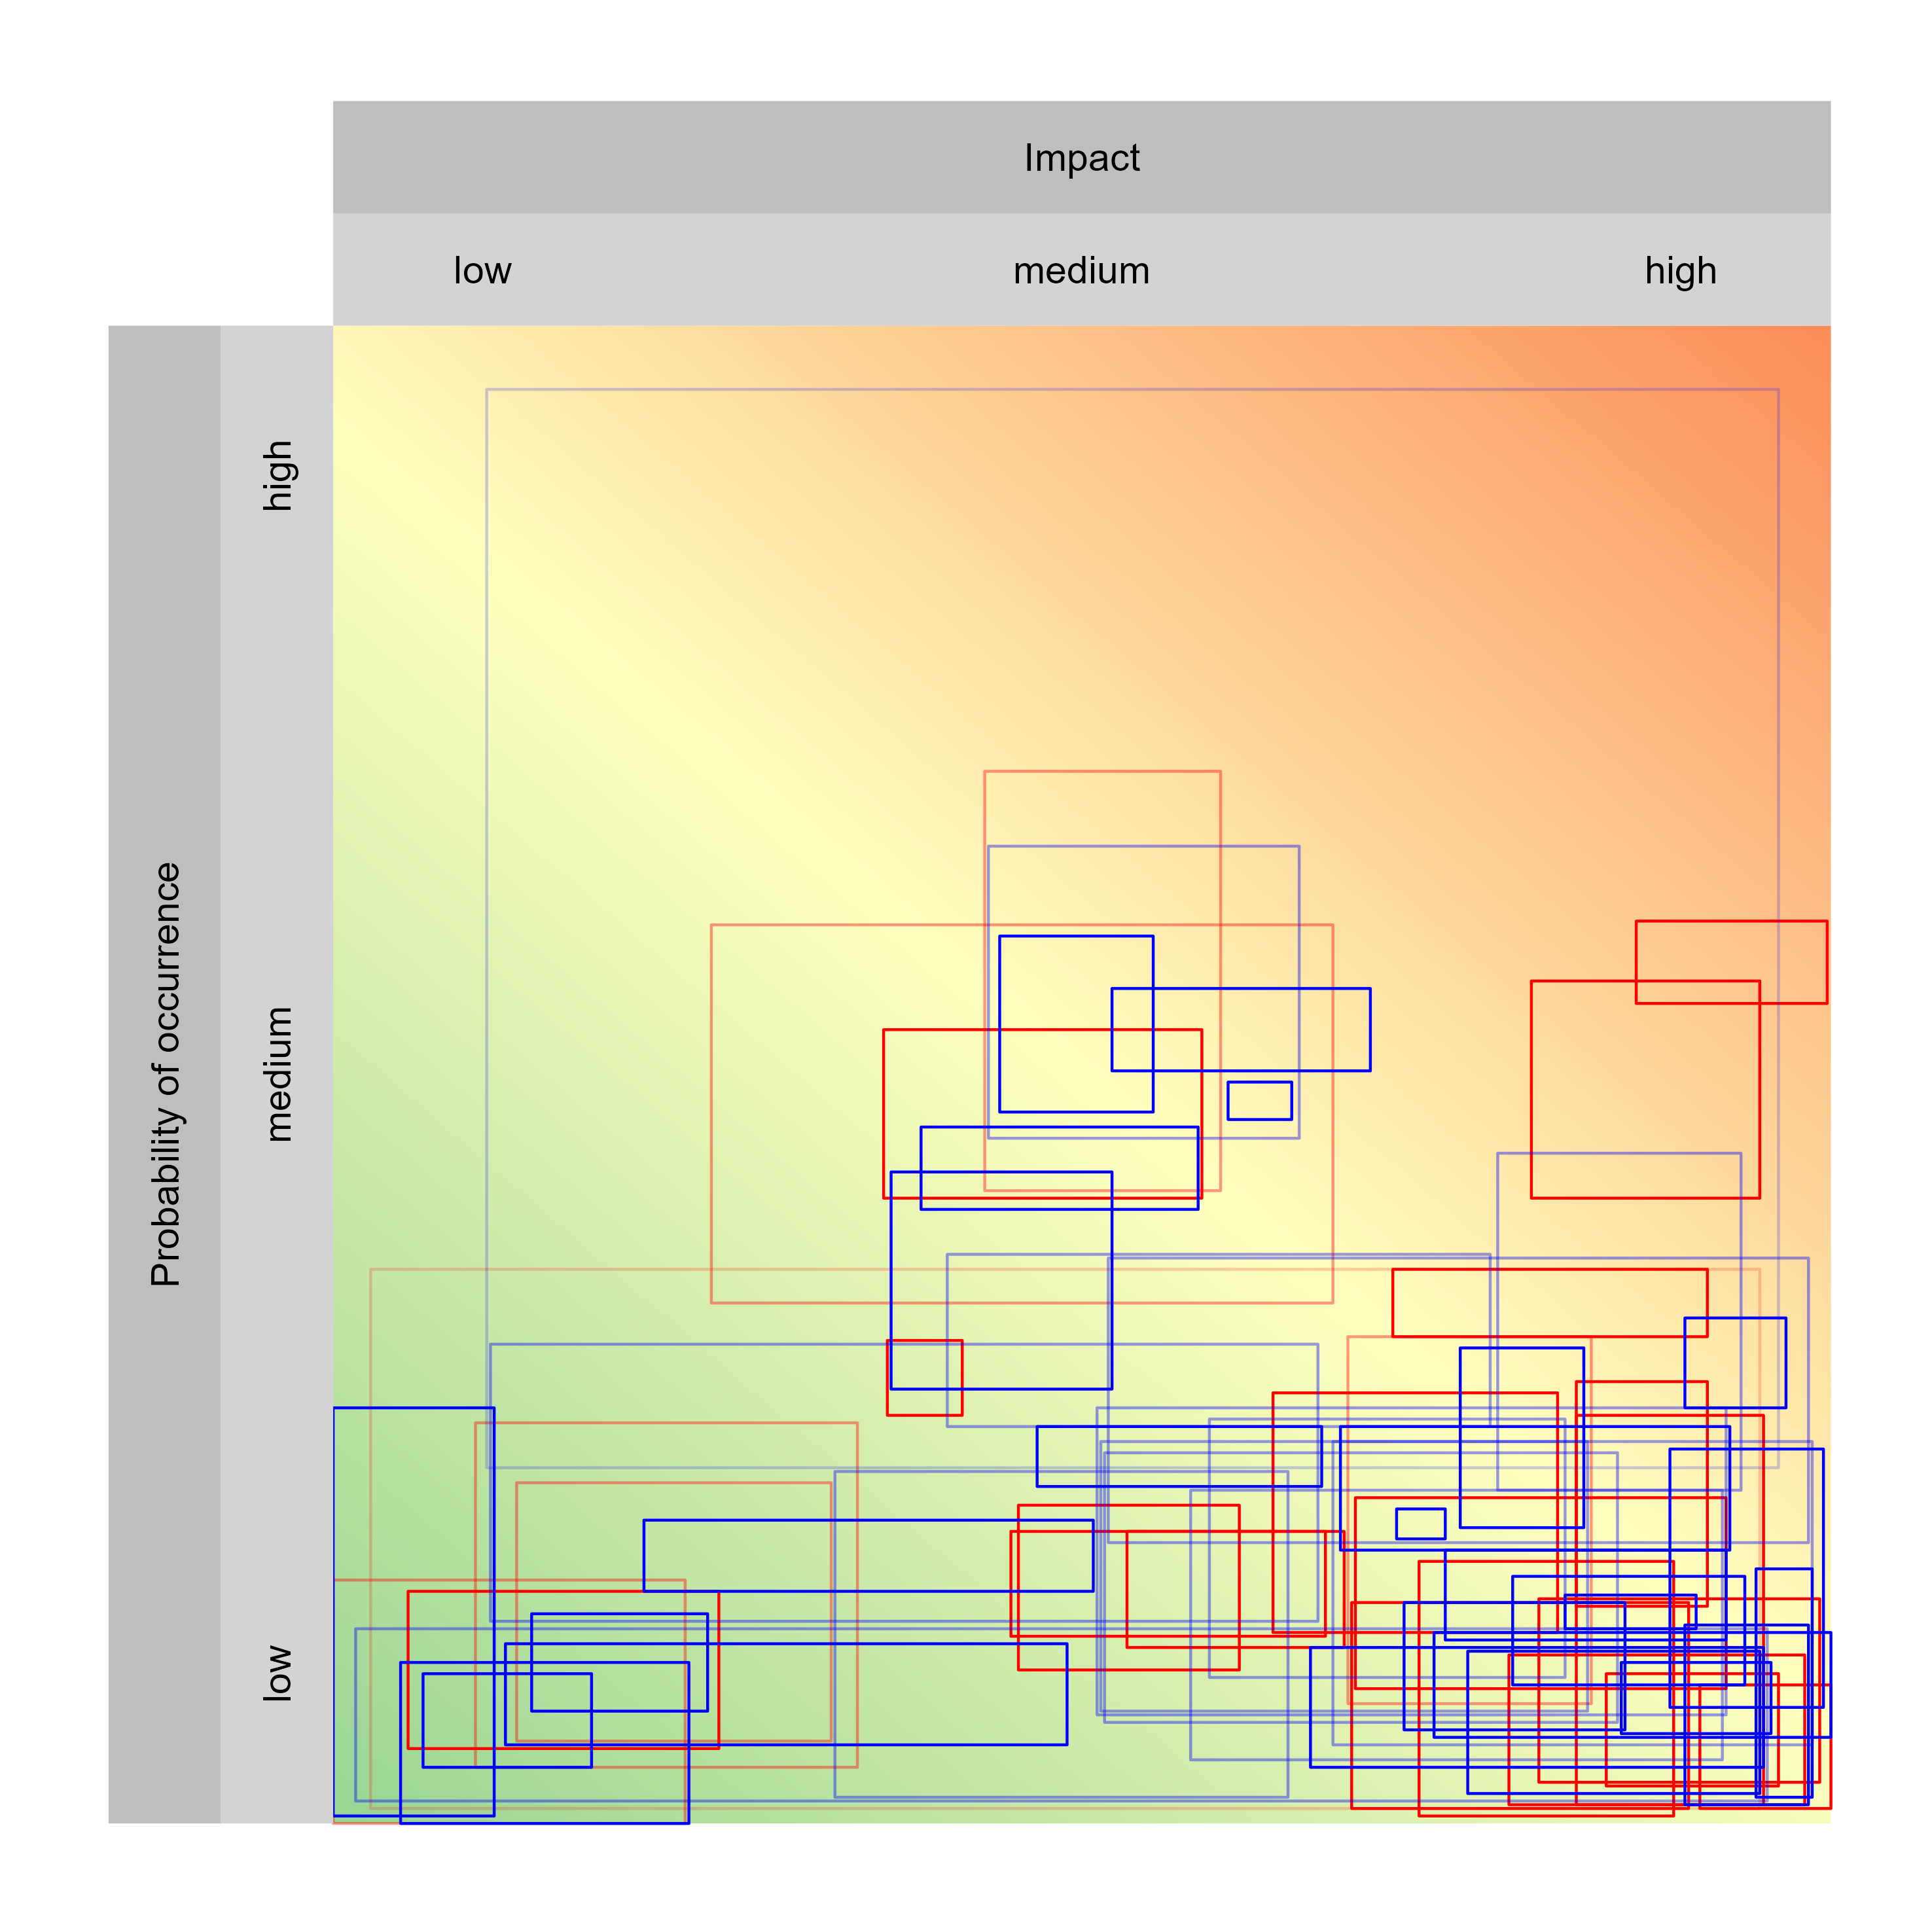 Impact
low medium high
Probability of occurrence
high
medium
low